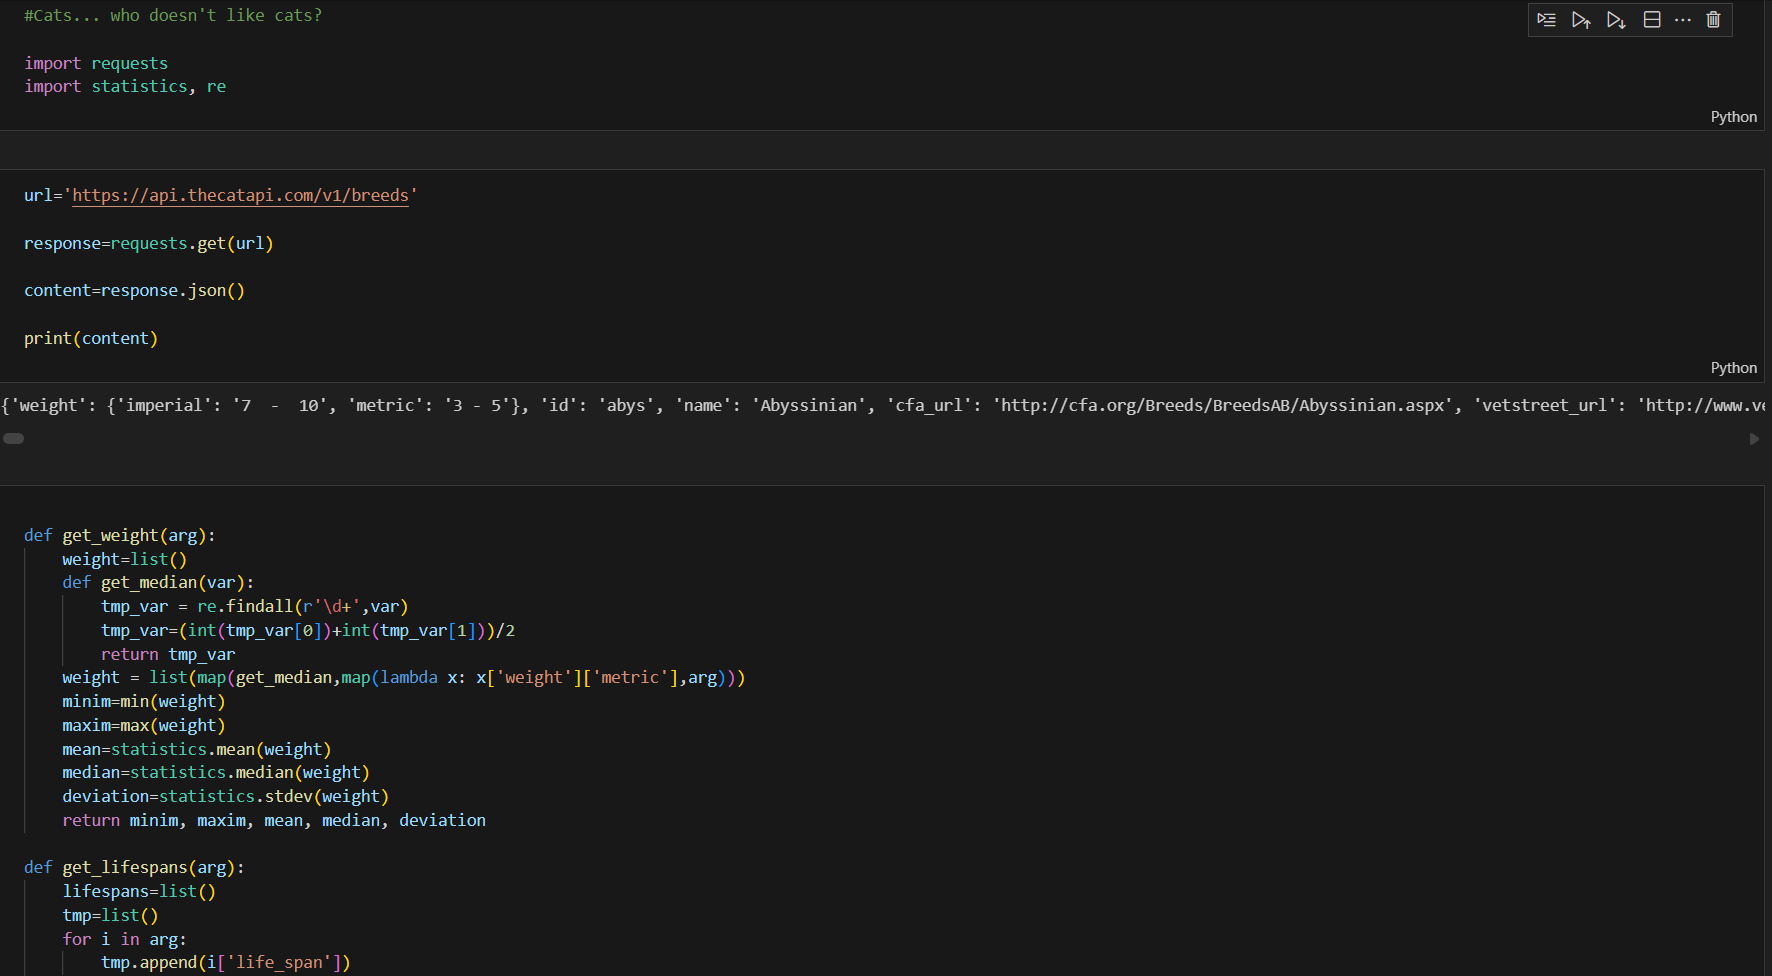 #Cats... who doesn't like cats?
import requests
import statistics, re
Python
url='https://api.thecatapi.com/v1/breeds'
response=requests.get(url)
content=response.json()
print(content)
Python
{'weight': {'imperial': '7  -  10', 'metric': '3 - 5'}, 'id': 'abys', 'name': 'Abyssinian', 'cfa_url': 'http://cfa.org/Breeds/BreedsAB/Abyssinian.aspx', 'vetstreet_url': 'http://www.ve
def get_weight(arg):
    weight=list()
    def get_median(var):
        tmp_var = re.findall(r'\d+',var)
        tmp_var=(int(tmp_var[0])+int(tmp_var[1]))/2
        return tmp_var
    weight = list(map(get_median,map(lambda x: x['weight']['metric'],arg)))
    minim=min(weight)
    maxim=max(weight)
    mean=statistics.mean(weight)
    median=statistics.median(weight)
    deviation=statistics.stdev(weight)
    return minim, maxim, mean, median, deviation
def get_lifespans(arg):
    lifespans=list()
    tmp=list()
    for i in arg:
        tmp.append(i['life_span'])